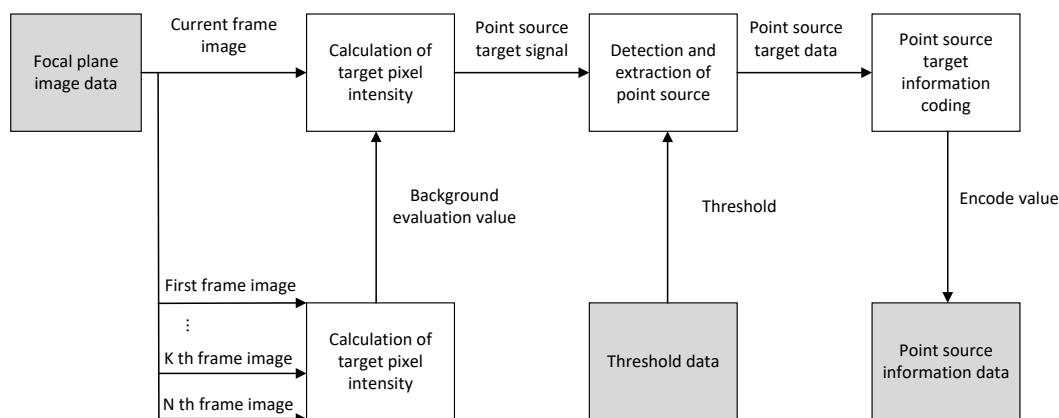 Focal plane
image data
Current frame
image
Calculation of
target pixel
intensity
Point source
target signal
Detection and
extraction of
point source
Point source
target data
Point source
target
information
coding
Background
evaluation value
Threshold
Encode value
First frame image
...
K th frame image
N th frame image
Calculation of
target pixel
intensity
Threshold data
Point source
information data